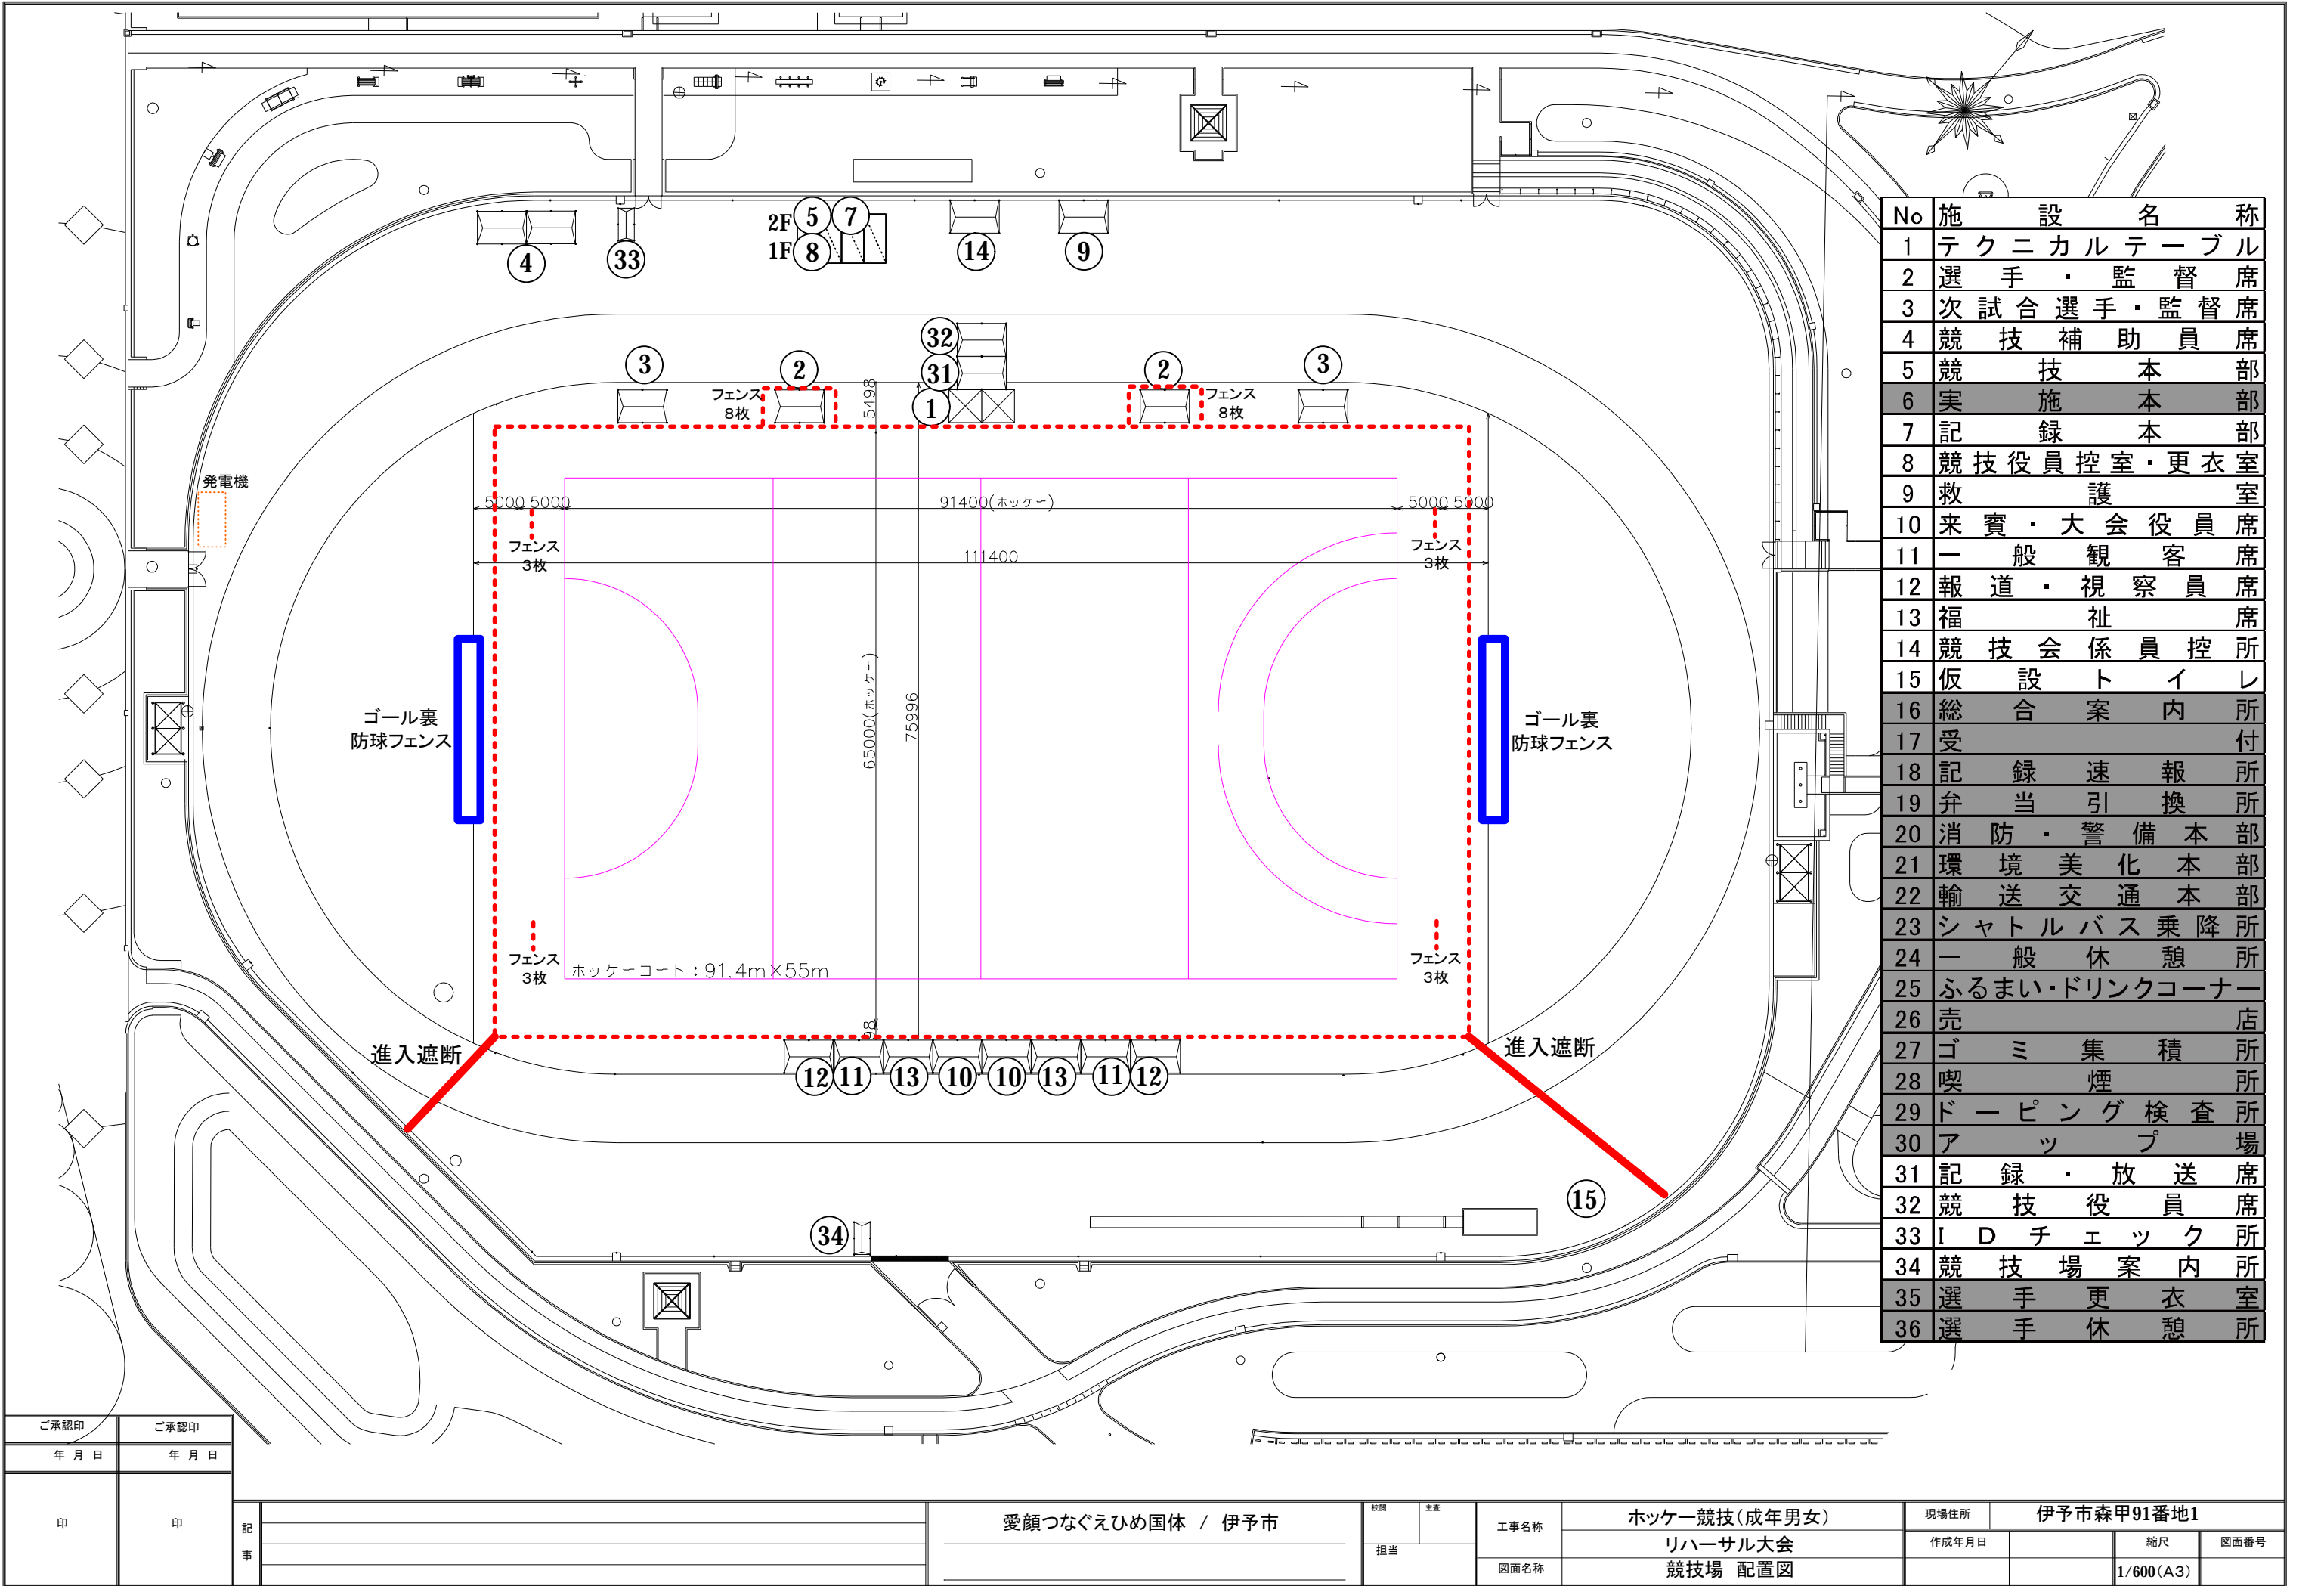 2F 5 7
1F 8
4
33
14
9
32
31
1
3
2
2
3
フェンス
8枚
フェンス
8枚
5498
発電機
5000 5000
91400(ホッケー)
5000 5000
フェンス
3枚
フェンス
3枚
111400
65000(ホッケー)
75996
ゴール裏
防球フェンス
ゴール裏
防球フェンス
フェンス
3枚
フェンス
3枚
ホッケーコート：91.4m×55m
98
進入遮断
進入遮断
12 11 13 10 10 13 11 12
15
34
No 施設名称
1 テクニカルテーブル
2 選手・監督席
3 次試合選手・監督席
4 競技補助員席
5 競技本部
6 実施本部
7 記録本部
8 競技役員控室・更衣室
9 救護室
10 来賓・大会役員席
11 一般観客席
12 報道・視察員席
13 福祉席
14 競技会係員控所
15 仮設トイレ
16 総合案内所
17 受付
18 記録速報所
19 弁当引換所
20 消防・警備本部
21 環境美化本部
22 輸送交通本部
23 シャトルバス乗降所
24 一般休憩所
25 ふるまい・ドリンクコーナー
26 売店
27 ゴミ集積所
28 喫煙所
29 ドーピング検査所
30 アップ場
31 記録・放送席
32 競技役員席
33 IDチェック所
34 競技場案内所
35 選手更衣室
36 選手休憩所
ご承認印 ご承認印
年 月 日 年 月 日
印 印
記事
愛顔つなぐえひめ国体 / 伊予市
校閲 主査
担当
工事名称 ホッケー競技(成年男女)
リハーサル大会
図面名称 競技場 配置図
現場住所 伊予市森甲91番地1
作成年月日 縮尺 図面番号
1/600(A3)